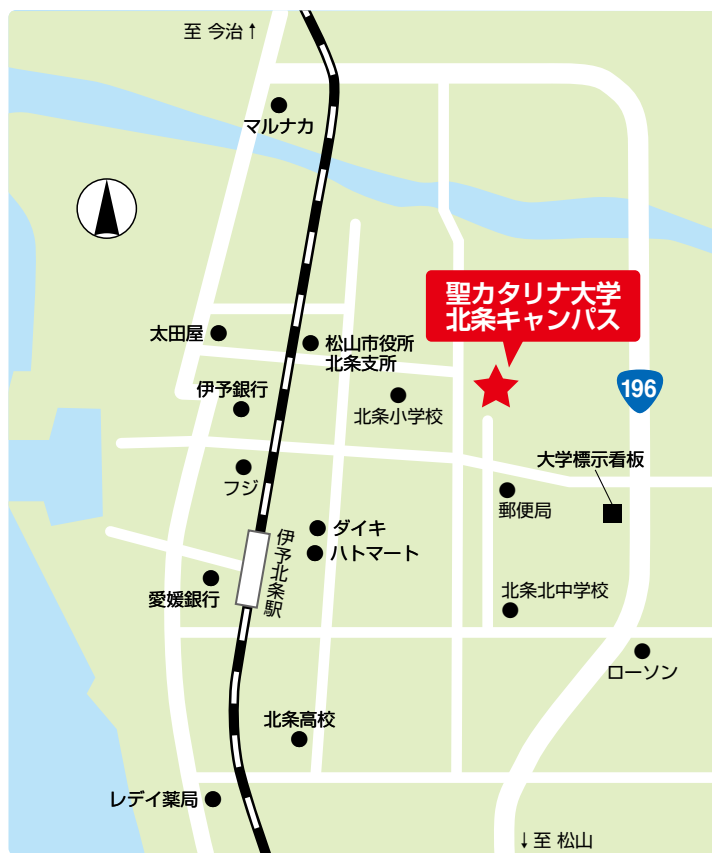 至 今治↑
マルナカ
聖カタリナ大学
北条キャンパス
太田屋
松山市役所
北条支所
196
伊予銀行
北条小学校
大学標示看板
フジ
郵便局
ダイキ
伊予北条駅
ハトマート
愛媛銀行
北条北中学校
ローソン
北条高校
レデイ薬局
↓至 松山